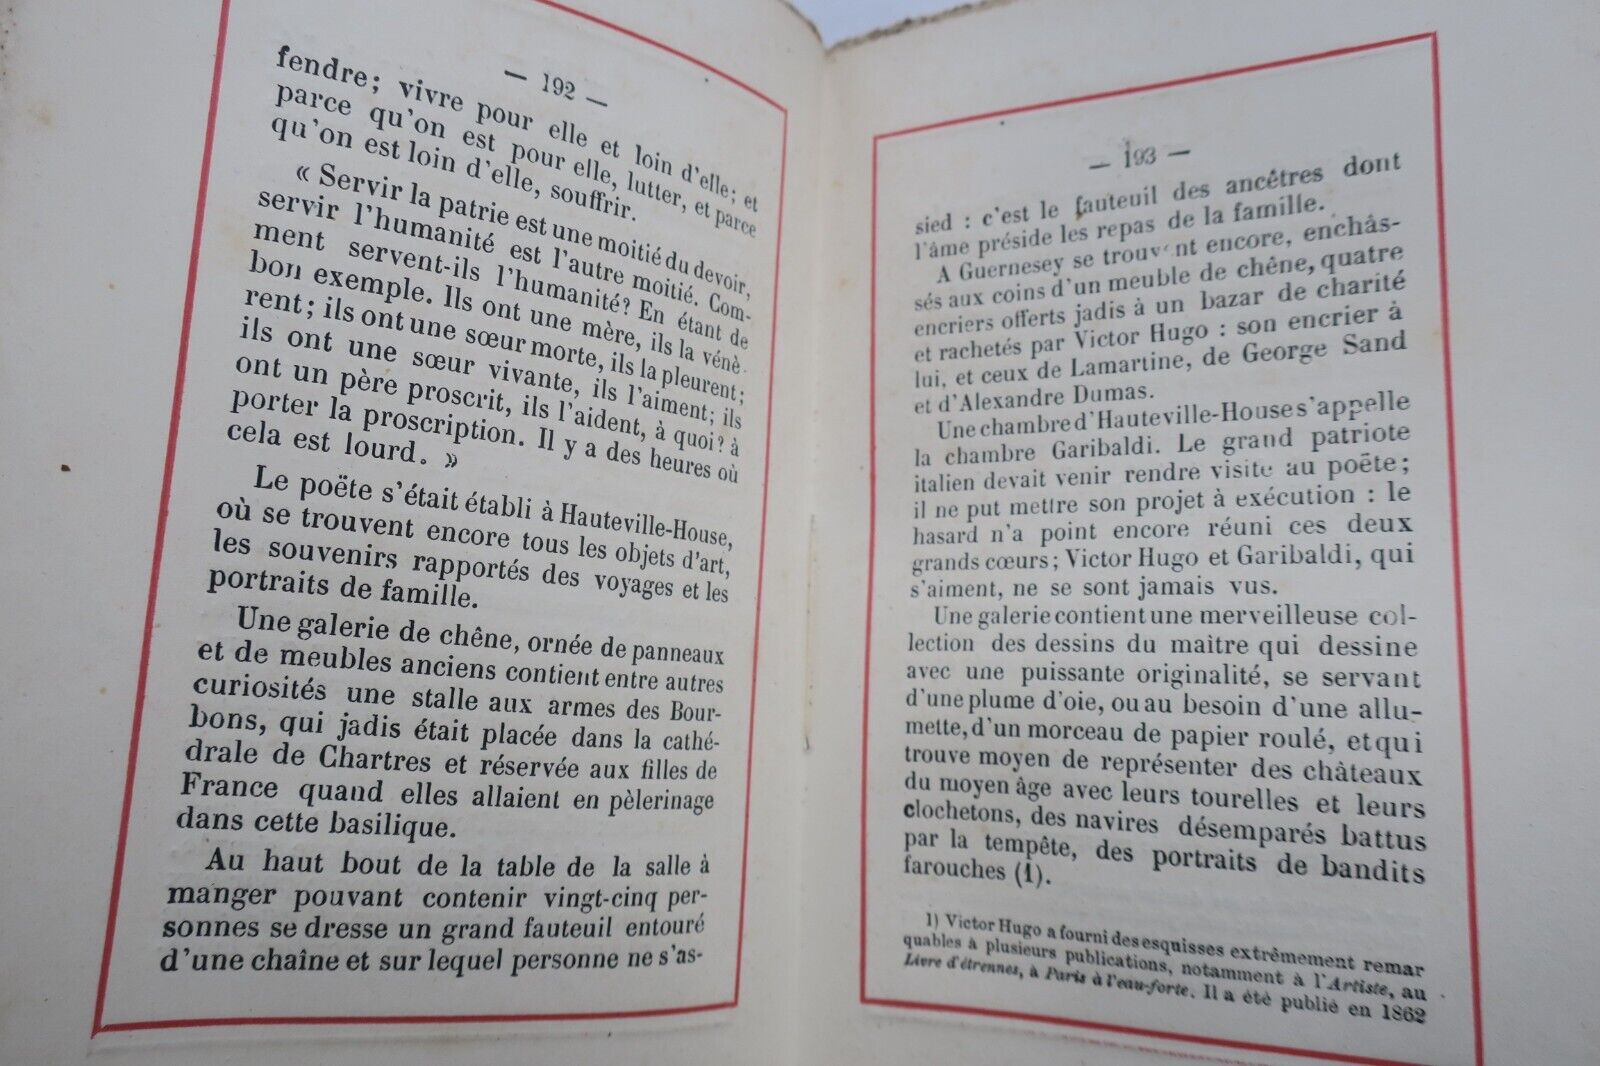 — 192 —
fendre; vivre pour elle et loin d'elle; et
parce qu'on est pour elle, lutter, et parce
qu'on est loin d'elle, souffrir.
« Servir la patrie est une moitié du devoir,
servir l'humanité est l'autre moitié. Com-
ment servent-ils l'humanité? En étant de
bon exemple. Ils ont une mère, ils la vénè-
rent; ils ont une sœur morte, ils la pleurent;
ils ont une sœur vivante, ils l'aiment; ils
ont un père proscrit, ils l'aident, à quoi? à
porter la proscription. Il y a des heures où
cela est lourd. »
Le poëte s'était établi à Hauteville-House,
où se trouvent encore tous les objets d'art,
les souvenirs rapportés des voyages et les
portraits de famille.
Une galerie de chêne, ornée de panneaux
et de meubles anciens contient entre autres
curiosités une stalle aux armes des Bour-
bons, qui jadis était placée dans la cathé-
drale de Chartres et réservée aux filles de
France quand elles allaient en pèlerinage
dans cette basilique.
Au haut bout de la table de la salle à
manger pouvant contenir vingt-cinq per-
sonnes se dresse un grand fauteuil entouré
d'une chaîne et sur lequel personne ne s'as-
— 193 —
sied : c'est le fauteuil des ancêtres dont
l'âme préside les repas de la famille.
A Guernesey se trouvent encore, enchâs-
sés aux coins d'un meuble de chêne, quatre
encriers offerts jadis à un bazar de charité
et rachetés par Victor Hugo : son encrier à
lui, et ceux de Lamartine, de George Sand
et d'Alexandre Dumas.
Une chambre d'Hauteville-House s'appelle
la chambre Garibaldi. Le grand patriote
italien devait venir rendre visite au poëte;
il ne put mettre son projet à exécution : le
hasard n'a point encore réuni ces deux
grands cœurs; Victor Hugo et Garibaldi, qui
s'aiment, ne se sont jamais vus.
Une galerie contient une merveilleuse col-
lection des dessins du maître qui dessine
avec une puissante originalité, se servant
d'une plume d'oie, ou au besoin d'une allu-
mette, d'un morceau de papier roulé, et qui
trouve moyen de représenter des châteaux
du moyen âge avec leurs tourelles et leurs
clochetons, des navires désemparés battus
par la tempête, des portraits de bandits
farouches (1).
1) Victor Hugo a fourni des esquisses extrêmement remar
quables à plusieurs publications, notamment à l'Artiste, au
Livre d'étrennes, à Paris à l'eau-forte. Il a été publié en 1862